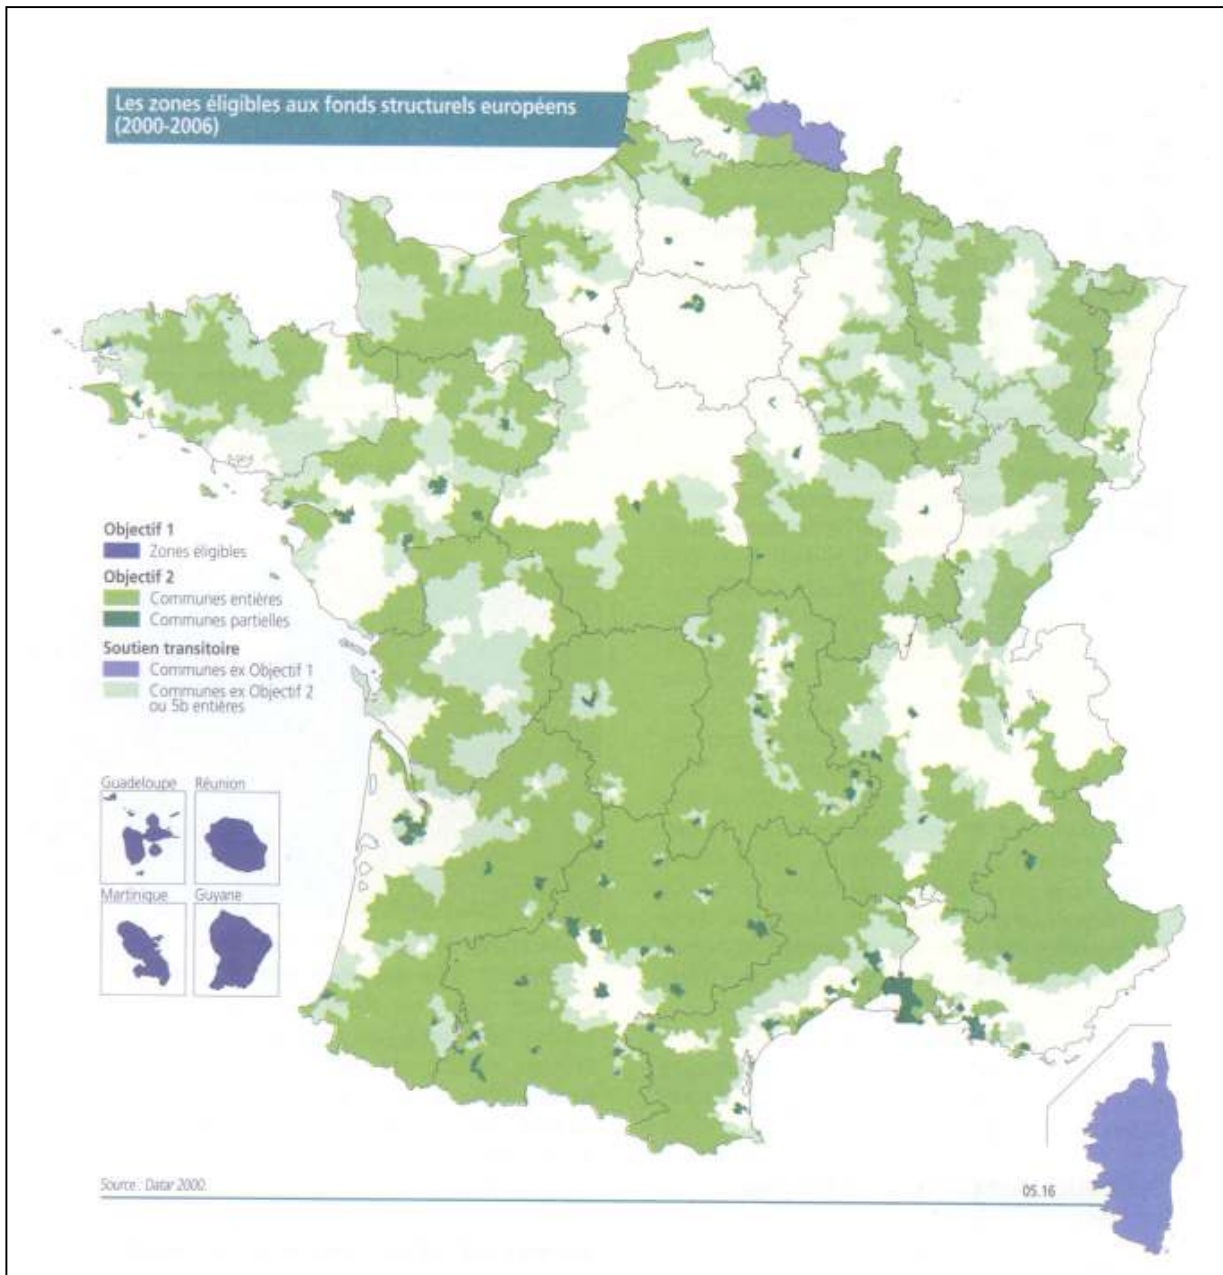 Les zones éligibles aux fonds structurels européens
(2000-2006)
Objectif 1
Zones éligibles
Objectif 2
Communes entières
Communes partielles
Soutien transitoire
Communes ex Objectif 1
Communes ex Objectif 2
ou 5b entières
Guadeloupe
Réunion
Martinique
Guyane
Source : Datar 2000.
05.16